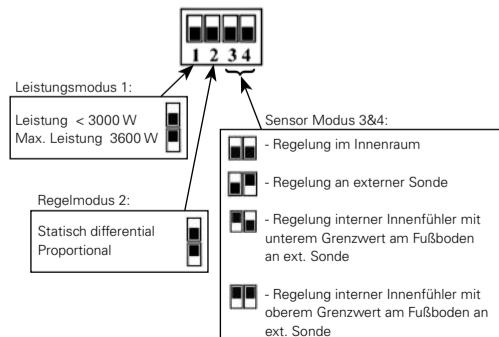 1 2 3 4
Leistungsmodus 1:
Leistung < 3000 W
Max. Leistung 3600 W
Regelmodus 2:
Statisch differential
Proportional
Sensor Modus 3&4:
- Regelung im Innenraum
- Regelung an externer Sonde
- Regelung interner Innenfühler mit
unterem Grenzwert am Fußboden
an ext. Sonde
- Regelung interner Innenfühler mit
oberem Grenzwert am Fußboden an
ext. Sonde